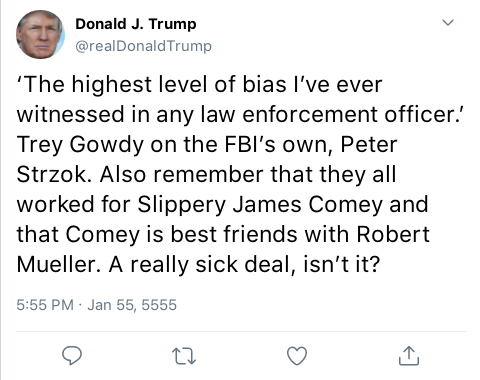 Donald J. Trump
@realDonaldTrump
‘The highest level of bias I’ve ever
witnessed in any law enforcement officer.’
Trey Gowdy on the FBI’s own, Peter
Strzok. Also remember that they all
worked for Slippery James Comey and
that Comey is best friends with Robert
Mueller. A really sick deal, isn’t it?
5:55 PM · Jan 55, 5555